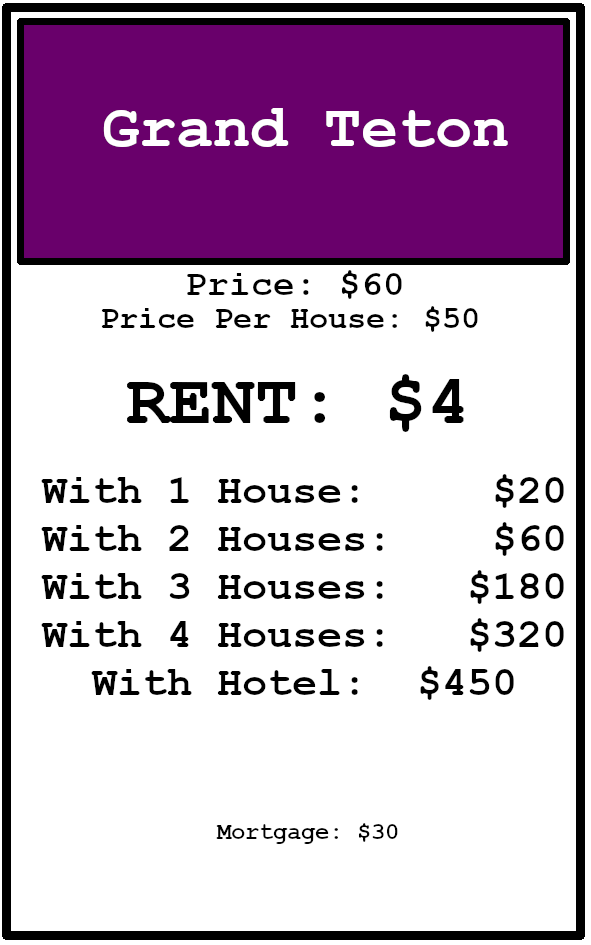 Grand Teton
Price: $60
Price Per House: $50
RENT: $4
With 1 House: $20
With 2 Houses: $60
With 3 Houses: $180
With 4 Houses: $320
With Hotel: $450
Mortgage: $30